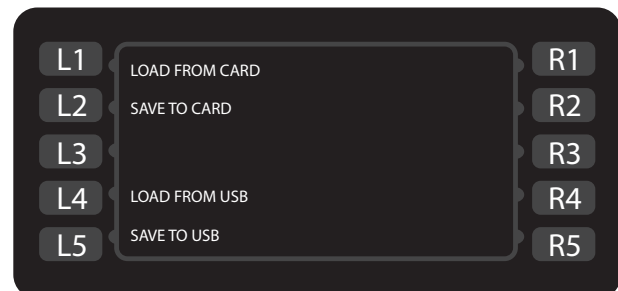 L1 LOAD FROM CARD R1
L2 SAVE TO CARD R2
L3 R3
L4 LOAD FROM USB R4
L5 SAVE TO USB R5